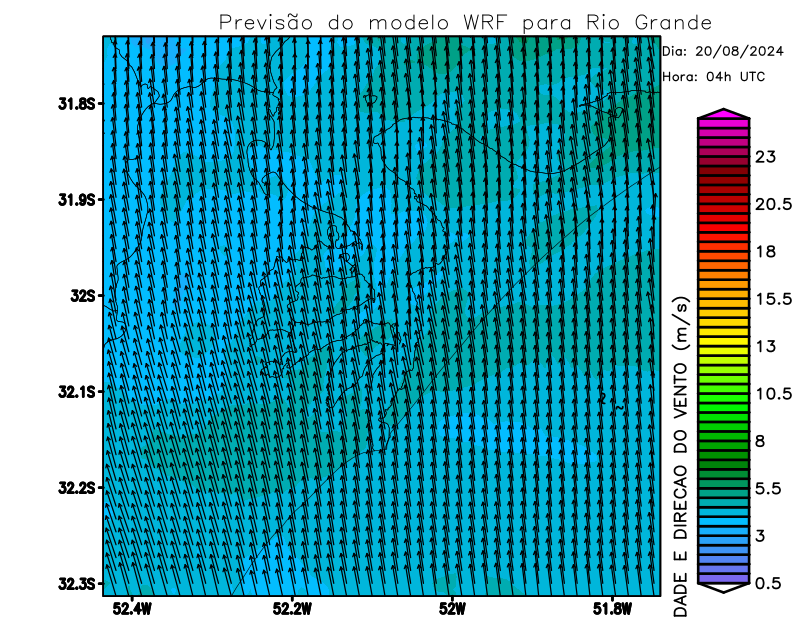 Previsão do modelo WRF para Rio Grande
Dia: 20/08/2024
Hora: 04h UTC
31.8S
31.9S
32S
32.1S
32.2S
32.3S
52.4W
52.2W
52W
51.8W
23
20.5
18
15.5
13
10.5
8
5.5
3
0.5
DADE E DIRECAO DO VENTO (m/s)